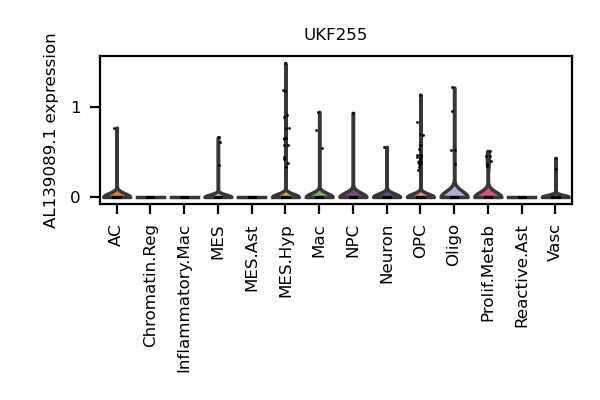 UKF255
AL139089.1 expression
1
0
AC
Chromatin.Reg
Inflammatory.Mac
MES
MES.Ast
MES.Hyp
Mac
NPC
Neuron
OPC
Oligo
Prolif.Metab
Reactive.Ast
Vasc